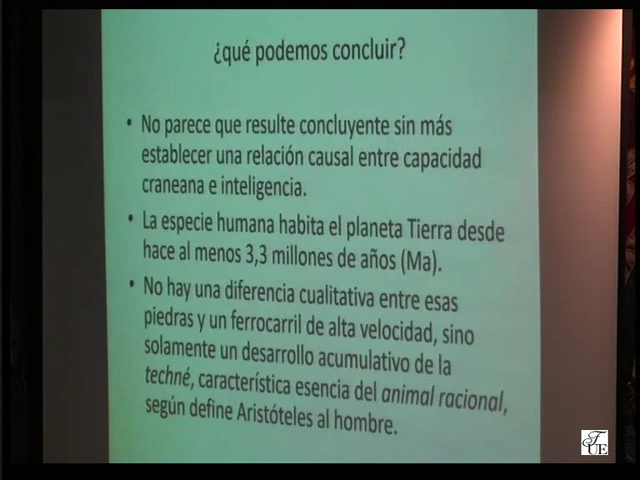 ¿qué podemos concluir?
• No parece que resulte concluyente sin más
establecer una relación causal entre capacidad
craneana e inteligencia.
• La especie humana habita el planeta Tierra desde
hace al menos 3,3 millones de años (Ma).
• No hay una diferencia cualitativa entre esas
piedras y un ferrocarril de alta velocidad, sino
solamente un desarrollo acumulativo de la
techné, característica esencia del animal racional,
según define Aristóteles al hombre.
FUE